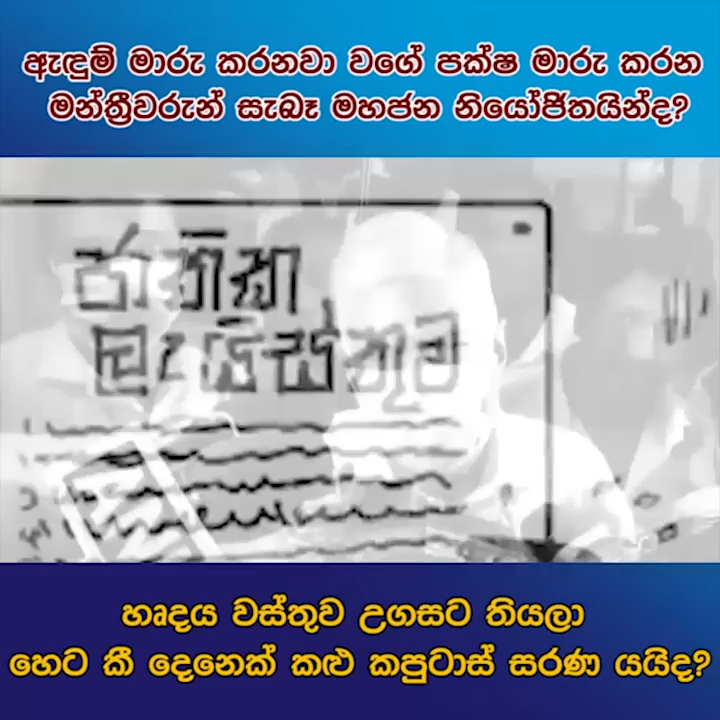 ඇඳුම් මාරු කරනවා වගේ පක්ෂ මාරු කරන
මන්ත්‍රීවරුන් සැබෑ මහජන නියෝජිතයින්ද?
ජාතික
ලැයිස්තුව
හෘදය වස්තුව උගසට තියලා
හෙට කී දෙනෙක් කළු කපුටාස් සරණ යයිද?